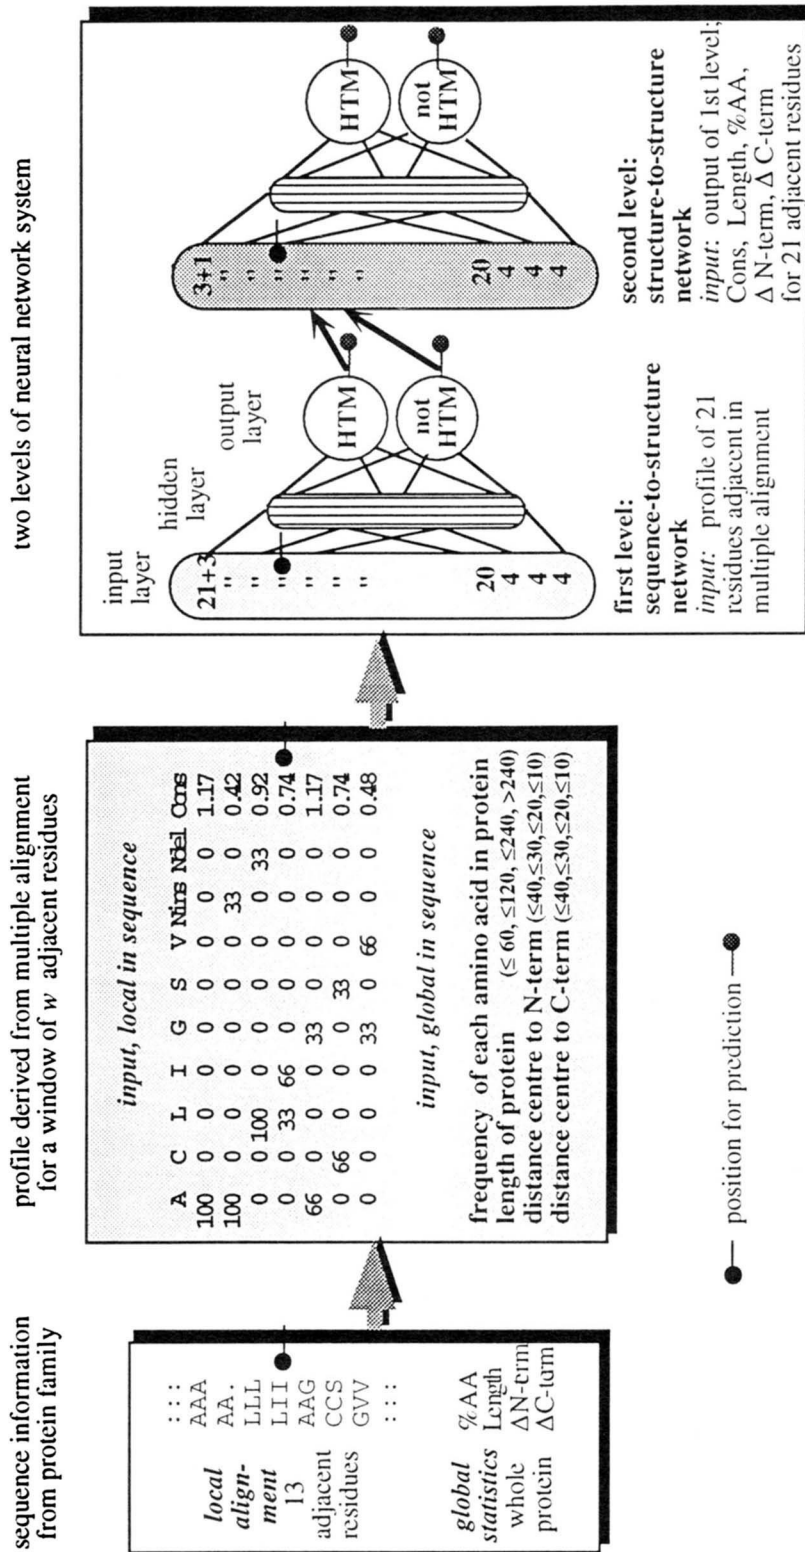 sequence information
from protein family
local
align-
ment
13
adjacent
residues
: : :
AAA
AA.
LLL
LII
AAG
CCS
GVV
: : :
global
statistics
whole
protein
%AA
Length
ΔN-term
ΔC-term
profile derived from multiple alignment
for a window of w adjacent residues
input, local in sequence
A C L I G S V Nins Ndel Cons
100 0 0 0 0 0 0 0 0 1.17
100 0 0 0 0 0 0 33 0 0.42
0 0 100 0 0 0 0 0 33 0.92
0 0 33 66 0 0 0 0 0 0.74
66 0 0 0 33 0 0 0 0 1.17
0 66 0 0 0 33 0 0 0 0.74
0 0 0 0 33 0 66 0 0 0.48
input, global in sequence
frequency of each amino acid in protein
length of protein (≤ 60, ≤120, ≤240, >240)
distance centre to N-term (≤40,≤30,≤20,≤10)
distance centre to C-term (≤40,≤30,≤20,≤10)
two levels of neural network system
input
layer
hidden
layer
output
layer
21+3
"
"
"
"
"
"
20
4
4
4
HTM
not
HTM
first level:
sequence-to-structure
network
input: profile of 21
residues adjacent in
multiple alignment
3+1
"
"
"
"
"
"
20
4
4
4
HTM
not
HTM
second level:
structure-to-structure
network
input: output of 1st level;
Cons, Length, %AA,
Δ N-term, Δ C-term
for 21 adjacent residues
position for prediction